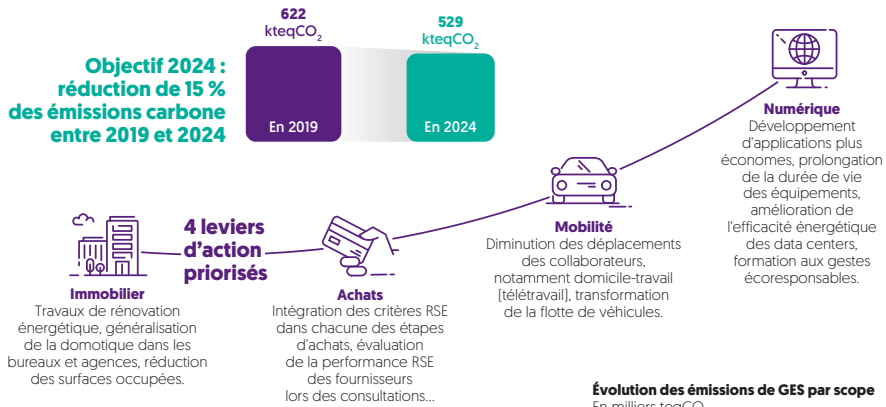 622
kteqCO₂
529
kteqCO₂
Objectif 2024 :
réduction de 15 %
des émissions carbone
entre 2019 et 2024
En 2019
En 2024
4 leviers
d'action
priorisés
Immobilier
Travaux de rénovation
énergétique, généralisation
de la domotique dans les
bureaux et agences, réduction
des surfaces occupées.
Achats
Intégration des critères RSE
dans chacune des étapes
d'achats, évaluation
de la performance RSE
des fournisseurs
lors des consultations...
Mobilité
Diminution des déplacements
des collaborateurs,
notamment domicile-travail
(télétravail), transformation
de la flotte de véhicules.
Numérique
Développement
d'applications plus
économes, prolongation
de la durée de vie
des équipements,
amélioration de
l'efficacité énergétique
des data centers,
formation aux gestes
écoresponsables.
Évolution des émissions de GES par scope
En milliers teqCO